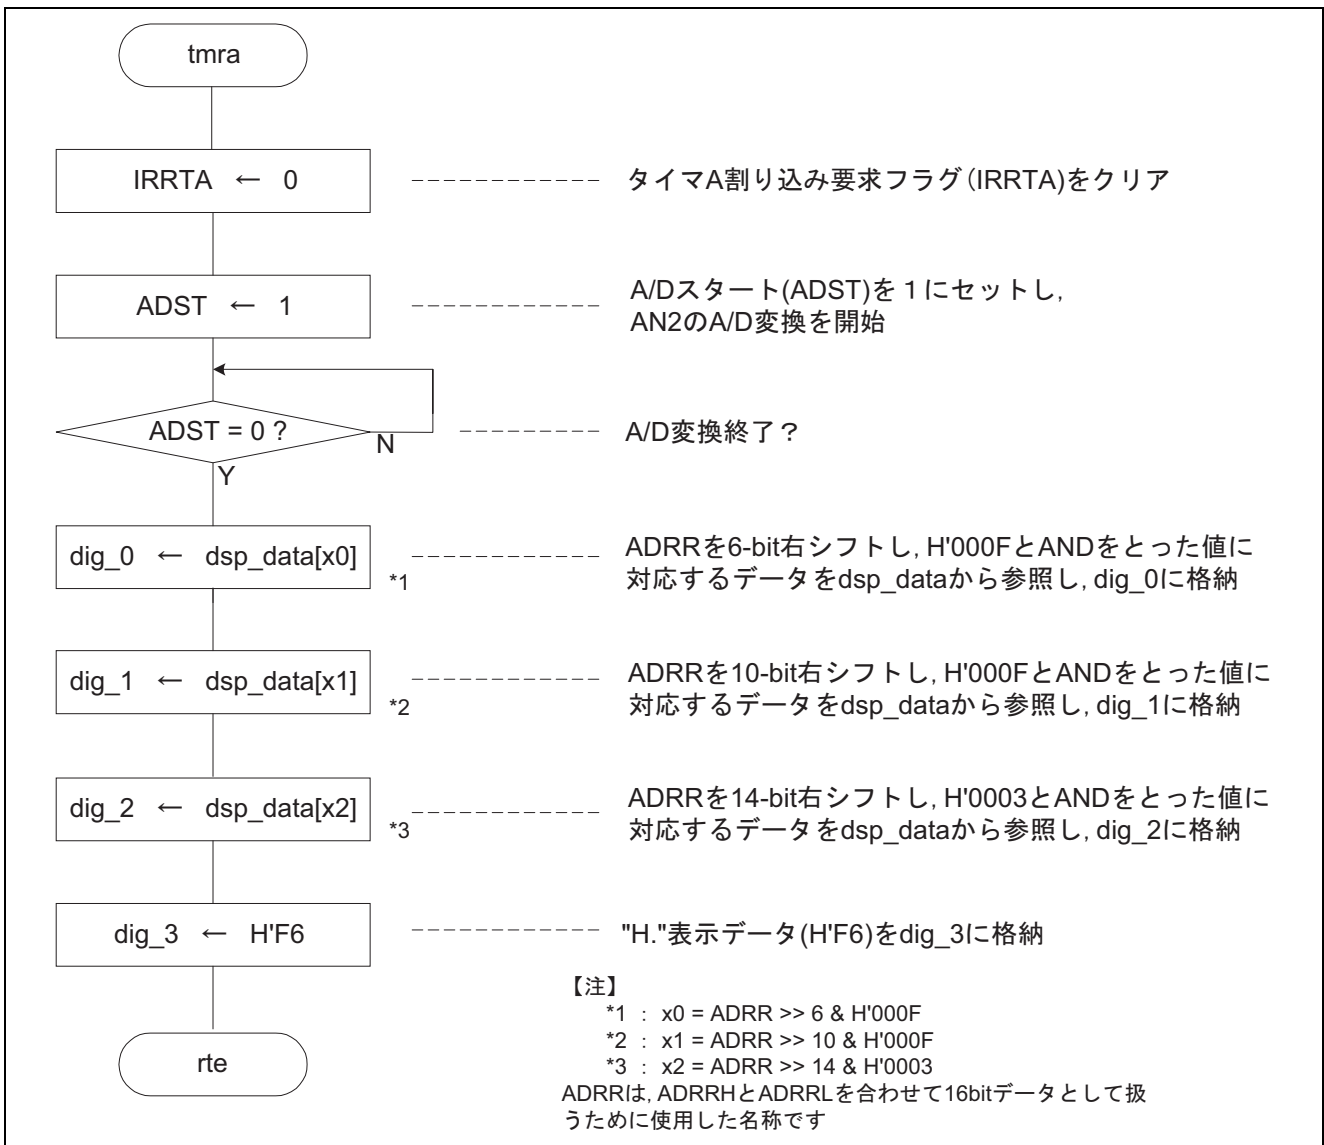 tmra
IRRTA ← 0
タイマA割り込み要求フラグ(IRRTA)をクリア
ADST ← 1
A/Dスタート(ADST)を１にセットし,
AN2のA/D変換を開始
ADST = 0 ?
N
Y
A/D変換終了？
dig_0 ← dsp_data[x0]
*1
ADRRを6-bit右シフトし, H'000FとANDをとった値に
対応するデータをdsp_dataから参照し, dig_0に格納
dig_1 ← dsp_data[x1]
*2
ADRRを10-bit右シフトし, H'000FとANDをとった値に
対応するデータをdsp_dataから参照し, dig_1に格納
dig_2 ← dsp_data[x2]
*3
ADRRを14-bit右シフトし, H'0003とANDをとった値に
対応するデータをdsp_dataから参照し, dig_2に格納
dig_3 ← H'F6
"H."表示データ(H'F6)をdig_3に格納
rte
【注】
*1 : x0 = ADRR >> 6 & H'000F
*2 : x1 = ADRR >> 10 & H'000F
*3 : x2 = ADRR >> 14 & H'0003
ADRRは, ADRRHとADRRLを合わせて16bitデータとして扱
うために使用した名称です